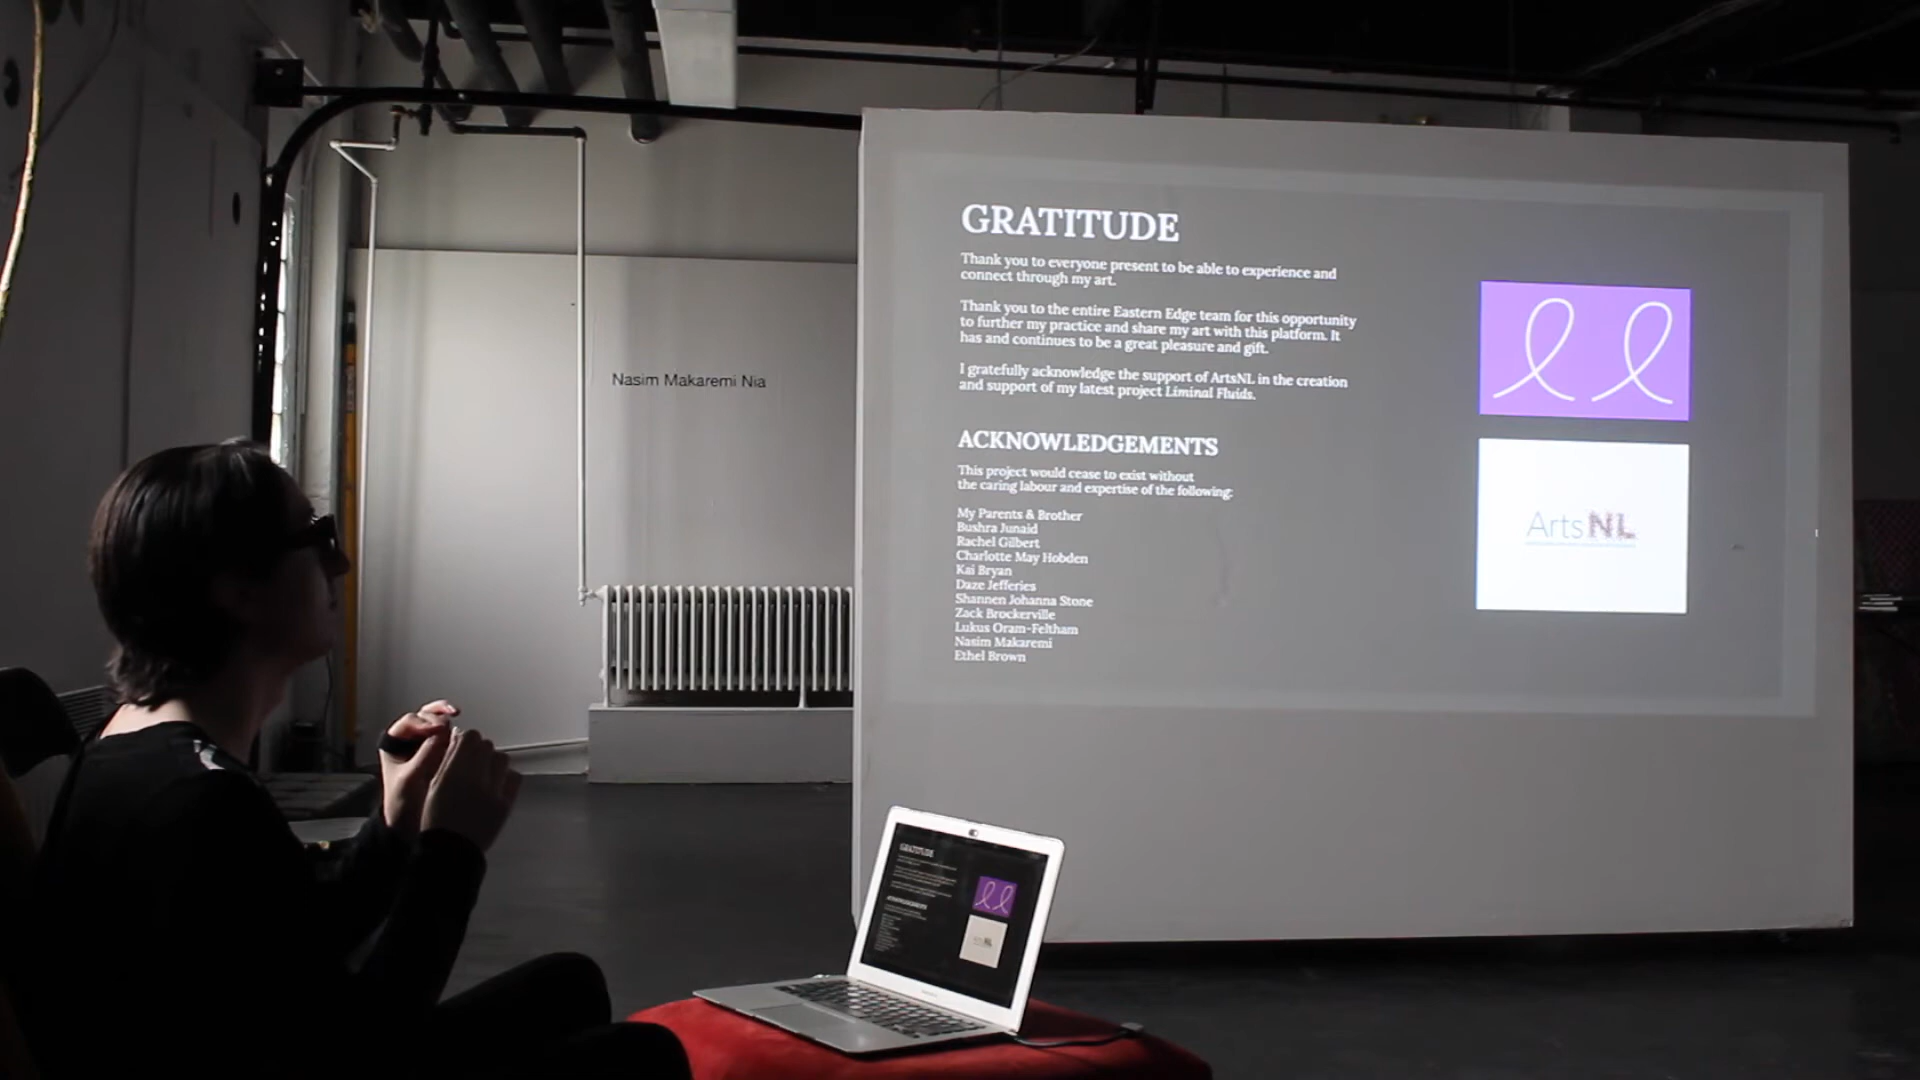 Nasim Makaremi Nia
GRATITUDE
Thank you to everyone present to be able to experience and
connect through my art.
Thank you to the entire Eastern Edge team for this opportunity
to further my practice and share my art with this platform. It
has and continues to be a great pleasure and gift.
I gratefully acknowledge the support of ArtsNL in the creation
and support of my latest project Liminal Fluids.
ACKNOWLEDGEMENTS
This project would cease to exist without
the caring labour and expertise of the following:
My Parents & Brother
Bushra Junaid
Rachel Gilbert
Charlotte May Hobden
Kai Bryan
Daze Jefferies
Shannen Johanna Stone
Zack Brockerville
Lukus Oram-Feltham
Nasim Makaremi
Ethel Brown
ArtsNL
GRATITUDE
ACKNOWLEDGEMENTS